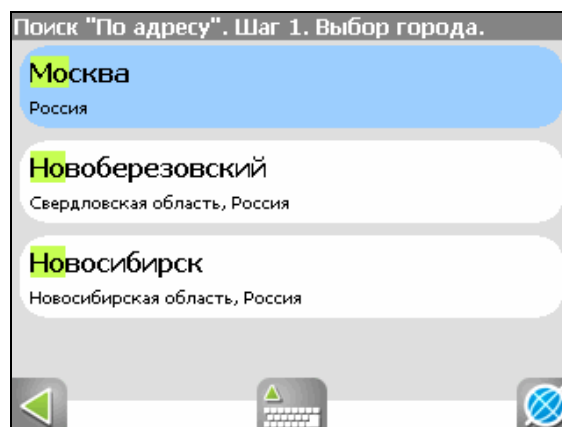 Поиск "По адресу". Шаг 1. Выбор города.
Москва
Россия
Новоберезовский
Свердловская область, Россия
Новосибирск
Новосибирская область, Россия